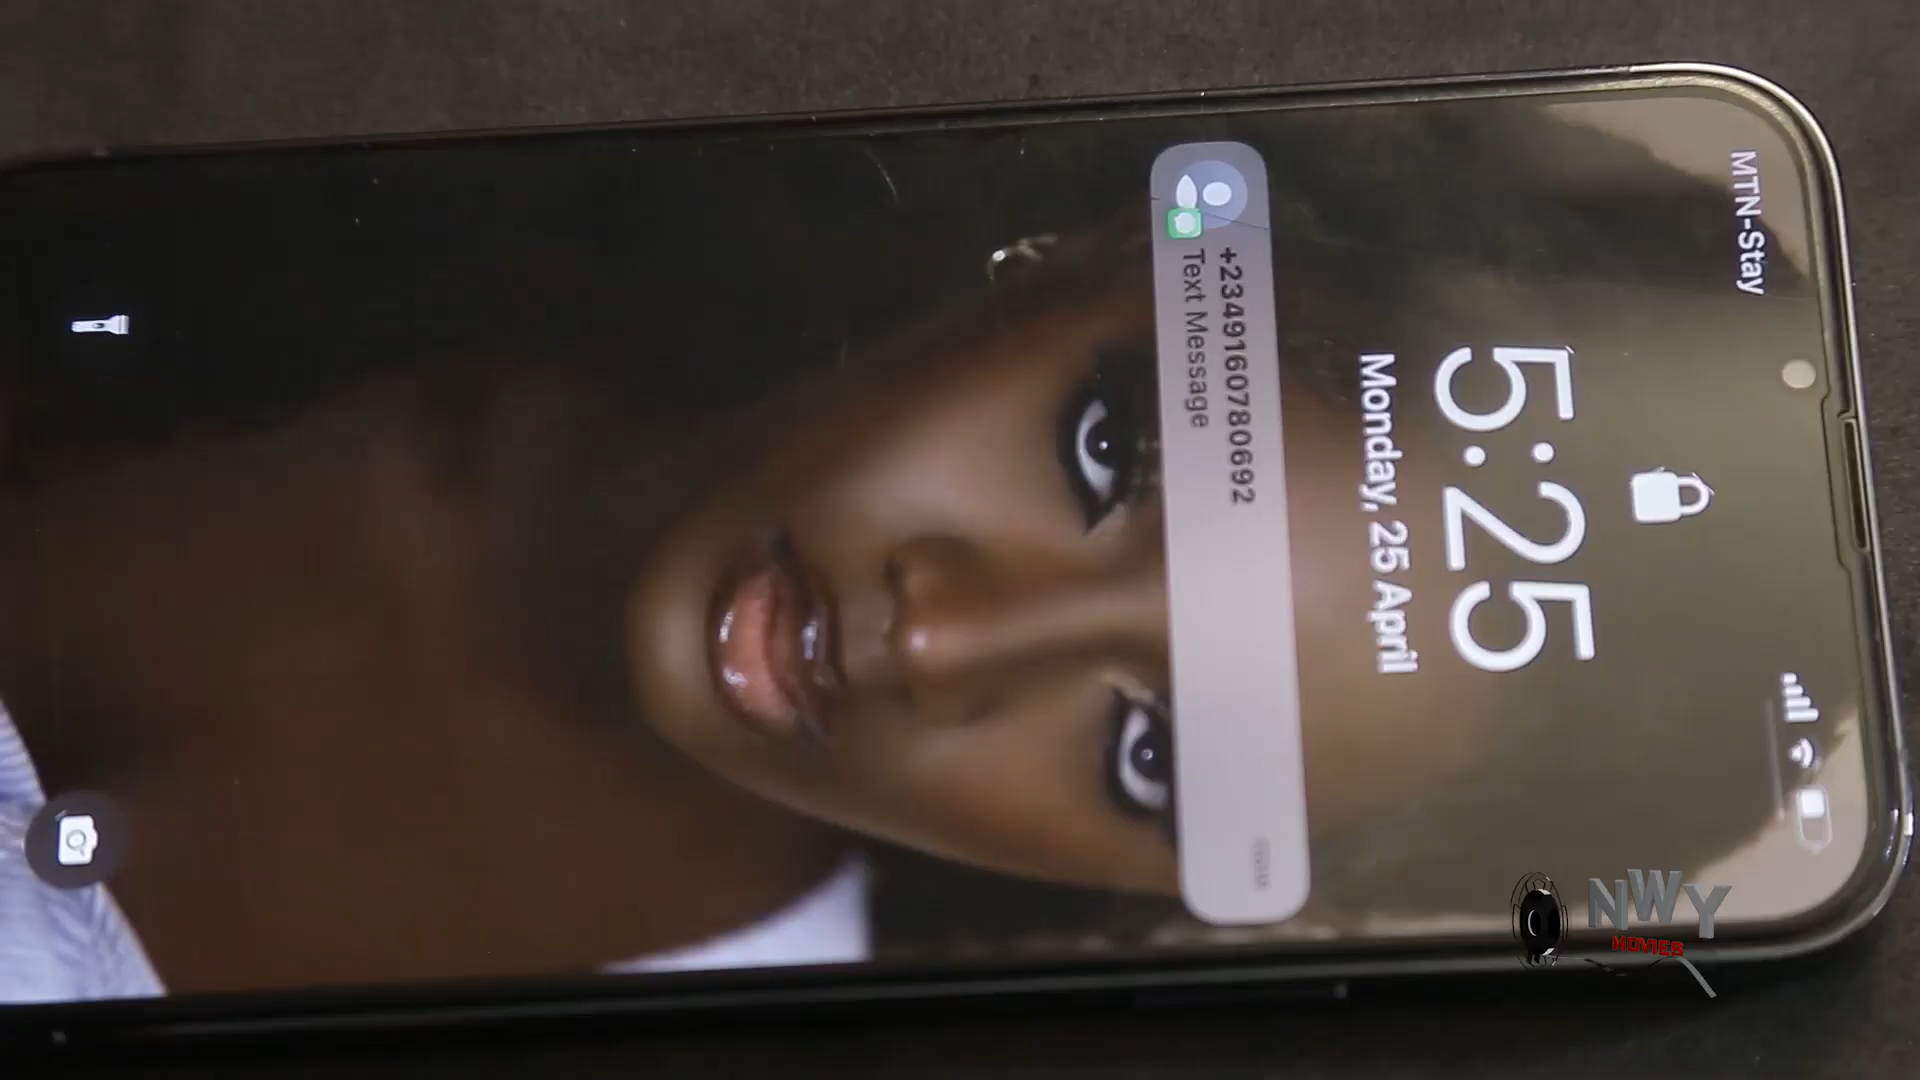 MTN-Stay
5:25
Monday, 25 April
+2349160780692
Text Message
NWY
MOVIES